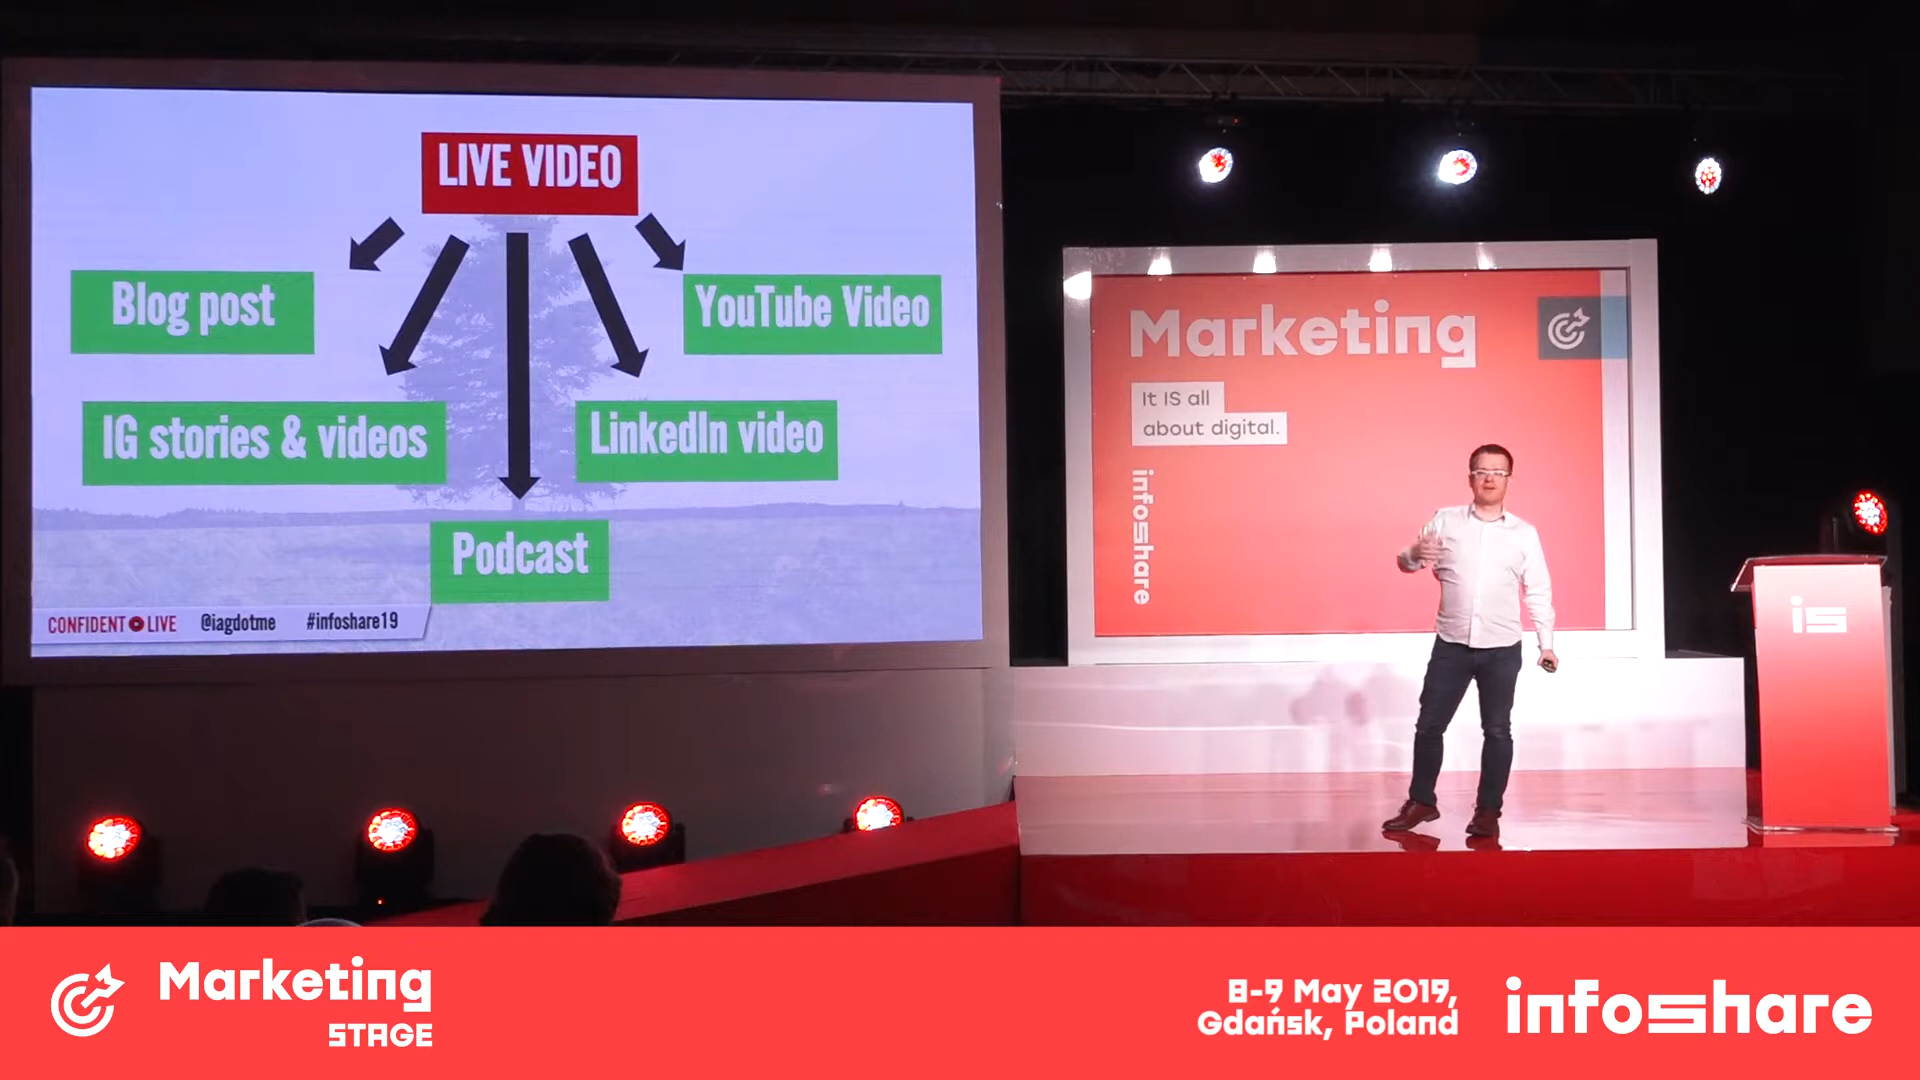 LIVE VIDEO
Blog post
YouTube Video
IG stories & videos
LinkedIn video
Podcast
CONFIDENT LIVE @iagdotme #infoshare19
Marketing
It IS all
about digital.
infoshare
is
Marketing
STAGE
8-9 May 2019,
Gdańsk, Poland
infoshare